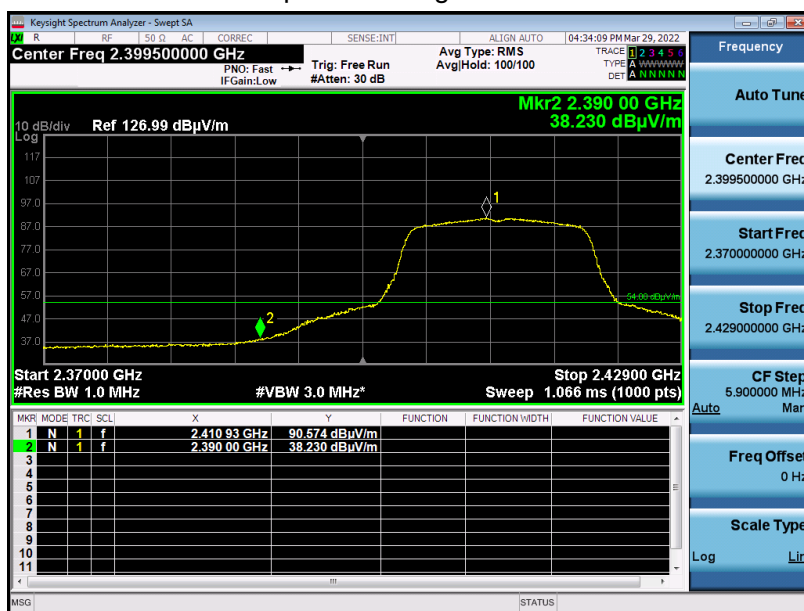 Keysight Spectrum Analyzer - Swept SA
LXI R RF 50 Ω AC CORREC SENSE:INT ALIGN AUTO 04:34:09 PM Mar 29, 2022
Center Freq 2.399500000 GHz
PNO: Fast
IFGain:Low
Trig: Free Run
#Atten: 30 dB
Avg Type: RMS
Avg|Hold: 100/100
TRACE 1 2 3 4 5 6
TYPE A WWWWW
DET A N N N N N
Mkr2 2.390 00 GHz
38.230 dBµV/m
10 dB/div Ref 126.99 dBµV/m
Log
117
107
97.0
87.0
77.0
67.0
57.0
47.0
37.0
1
2
54.00 dBµV/m
Start 2.37000 GHz Stop 2.42900 GHz
#Res BW 1.0 MHz #VBW 3.0 MHz* Sweep 1.066 ms (1000 pts)
MKR MODE TRC SCL X Y FUNCTION FUNCTION WIDTH FUNCTION VALUE
1 N 1 f 2.410 93 GHz 90.574 dBµV/m
2 N 1 f 2.390 00 GHz 38.230 dBµV/m
3
4
5
6
7
8
9
10
11
MSG STATUS
Frequency
Auto Tune
Center Freq
2.399500000 GHz
Start Freq
2.370000000 GHz
Stop Freq
2.429000000 GHz
CF Step
5.900000 MHz
Auto Man
Freq Offset
0 Hz
Scale Type
Log Lin